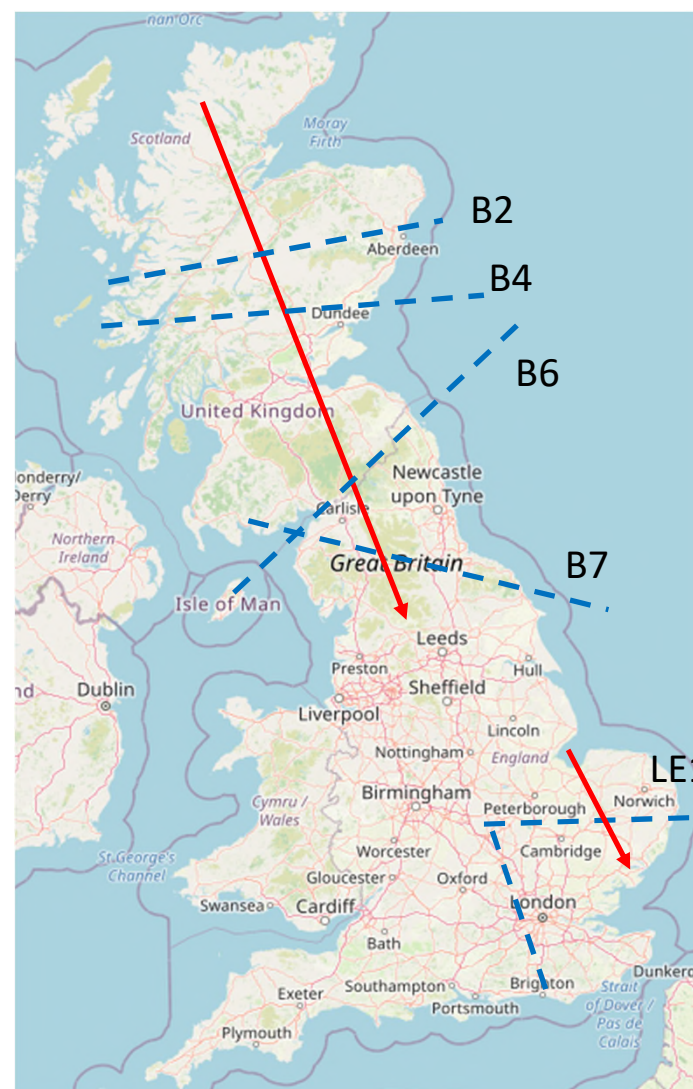 nan Orc
Scotland
Moray
Firth
B2
Aberdeen
B4
Dundee
B6
United Kingdom
Newcastle
upon Tyne
onderry/
Derry
Carlisle
Northern
Ireland
Great Britain
B7
Isle of Man
Leeds
Preston
Hull
nd
Dublin
Sheffield
Liverpool
Lincoln
Nottingham
England
LE1
Norwich
Birmingham
Peterborough
Cymru /
Wales
Worcester
Cambridge
St George's
Channel
Gloucester
Oxford
Swansea
Cardiff
London
Bath
Southampton
Brighton
Dunkerq
Exeter
Portsmouth
Strait
of Dover /
Pas de
Calais
Plymouth